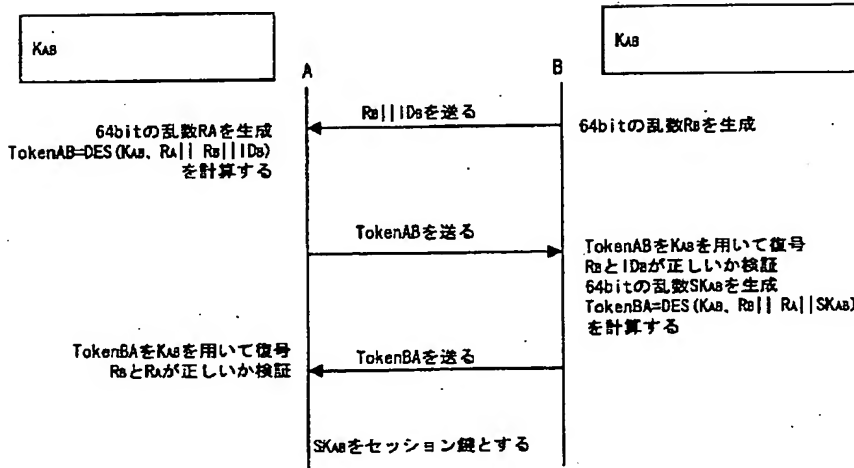 KAB
KAB
A
B
RB||IDBを送る
64bitの乱数RAを生成
TokenAB=DES(KAB、RA||RB||IDB)
を計算する
64bitの乱数RBを生成
TokenABを送る
TokenABをKABを用いて復号
RBとIDBが正しいか検証
64bitの乱数SKABを生成
TokenBA=DES(KAB、RB||RA||SKAB)
を計算する
TokenBAをKABを用いて復号
RBとRAが正しいか検証
TokenBAを送る
SKABをセッション鍵とする